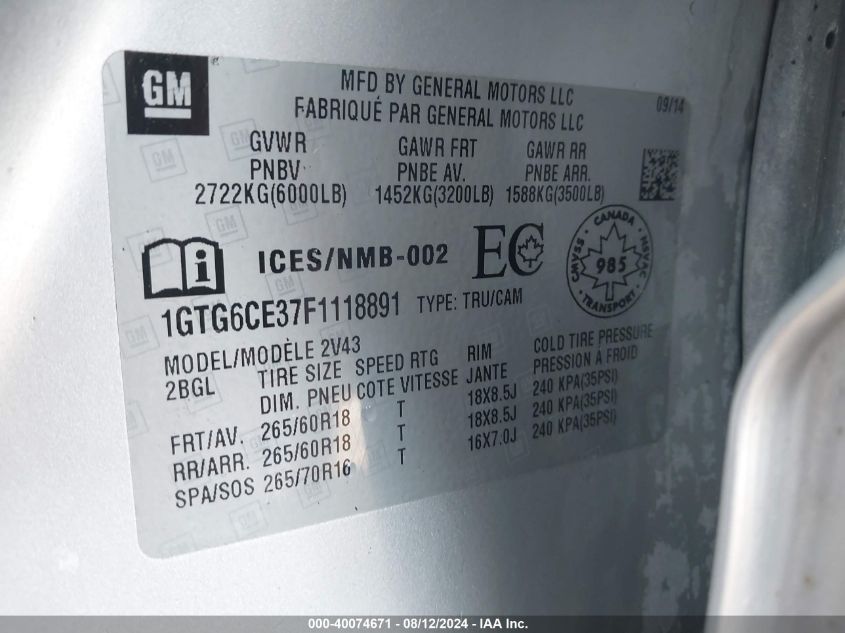 GM
MFD BY GENERAL MOTORS LLC
FABRIQUÉ PAR GENERAL MOTORS LLC
09/14
GVWR GAWR FRT GAWR RR
PNBV PNBE AV. PNBE ARR.
2722KG(6000LB) 1452KG(3200LB) 1588KG(3500LB)
i ICES/NMB-002 EC
CANADA
CMVSS 985 NSVAC
TRANSPORT
1GTG6CE37F1118891 TYPE: TRU/CAM
MODEL/MODÈLE 2V43
2BGL TIRE SIZE SPEED RTG RIM COLD TIRE PRESSURE
DIM. PNEU COTE VITESSE JANTE PRESSION À FROID
FRT/AV. 265/60R18 T 18X8.5J 240 KPA(35PSI)
RR/ARR. 265/60R18 T 18X8.5J 240 KPA(35PSI)
SPA/SOS 265/70R16 T 16X7.0J 240 KPA(35PSI)
000-40074671 - 08/12/2024 - IAA Inc.